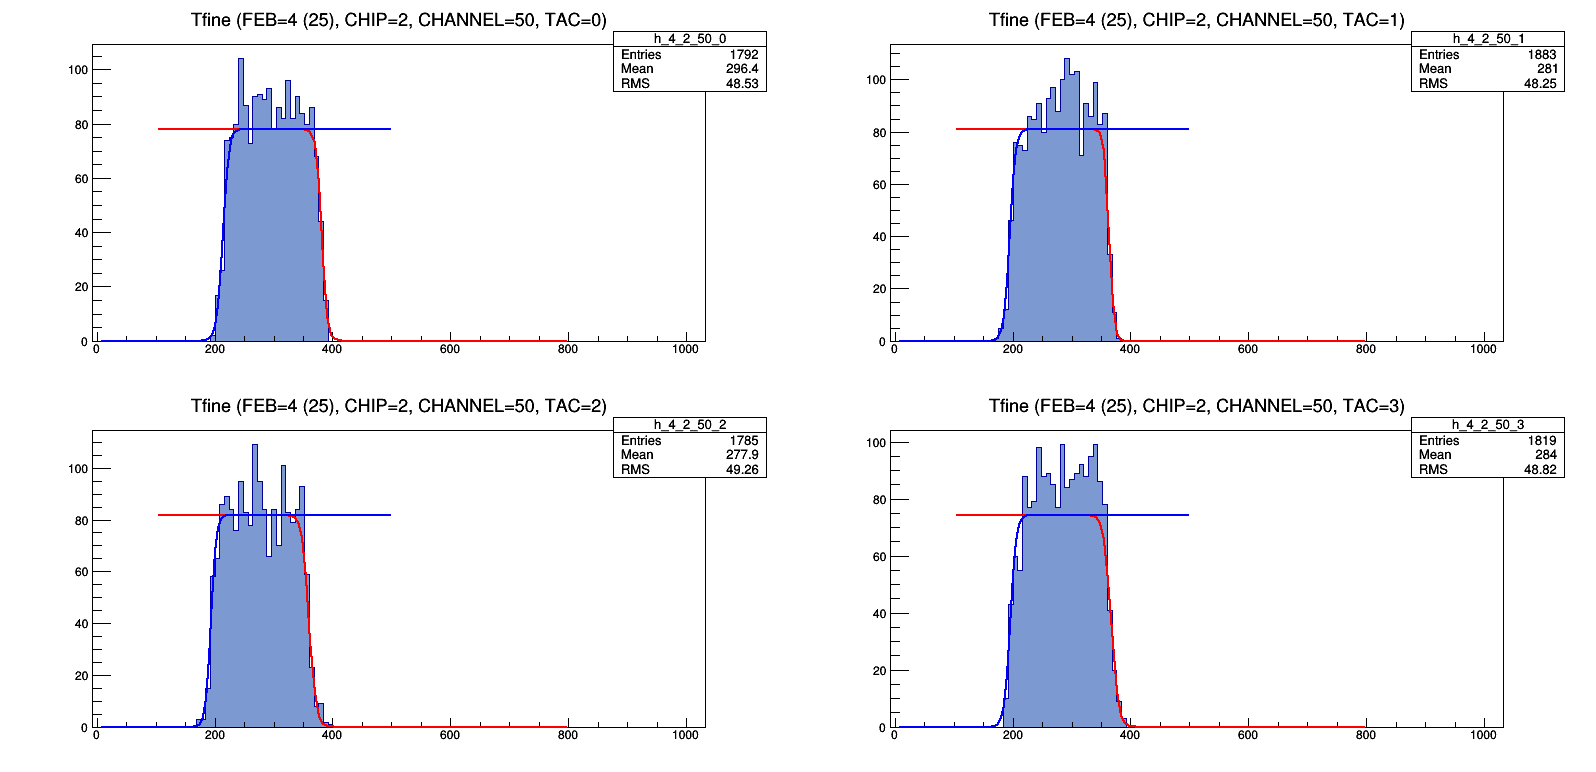 Tfine (FEB=4 (25), CHIP=2, CHANNEL=50, TAC=0)
h_4_2_50_0
Entries 1792
Mean 296.4
RMS 48.53
100
80
60
40
20
0
0 200 400 600 800 1000
Tfine (FEB=4 (25), CHIP=2, CHANNEL=50, TAC=1)
h_4_2_50_1
Entries 1883
Mean 281
RMS 48.25
100
80
60
40
20
0
0 200 400 600 800 1000
Tfine (FEB=4 (25), CHIP=2, CHANNEL=50, TAC=2)
h_4_2_50_2
Entries 1785
Mean 277.9
RMS 49.26
100
80
60
40
20
0
0 200 400 600 800 1000
Tfine (FEB=4 (25), CHIP=2, CHANNEL=50, TAC=3)
h_4_2_50_3
Entries 1819
Mean 284
RMS 48.82
100
80
60
40
20
0
0 200 400 600 800 1000